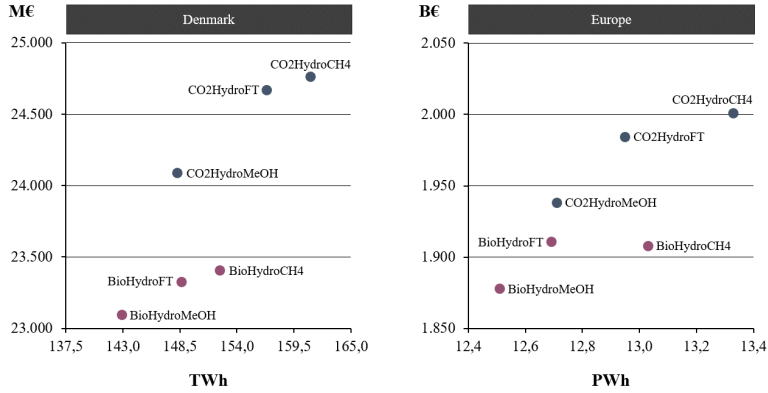 M€
Denmark
25.000
24.500
24.000
23.500
23.000
CO2HydroCH4
CO2HydroFT
CO2HydroMeOH
BioHydroCH4
BioHydroFT
BioHydroMeOH
137,5 143,0 148,5 154,0 159,5 165,0
TWh
B€
Europe
2.050
2.000
1.950
1.900
1.850
CO2HydroCH4
CO2HydroFT
CO2HydroMeOH
BioHydroFT
BioHydroCH4
BioHydroMeOH
12,4 12,6 12,8 13,0 13,2 13,4
PWh